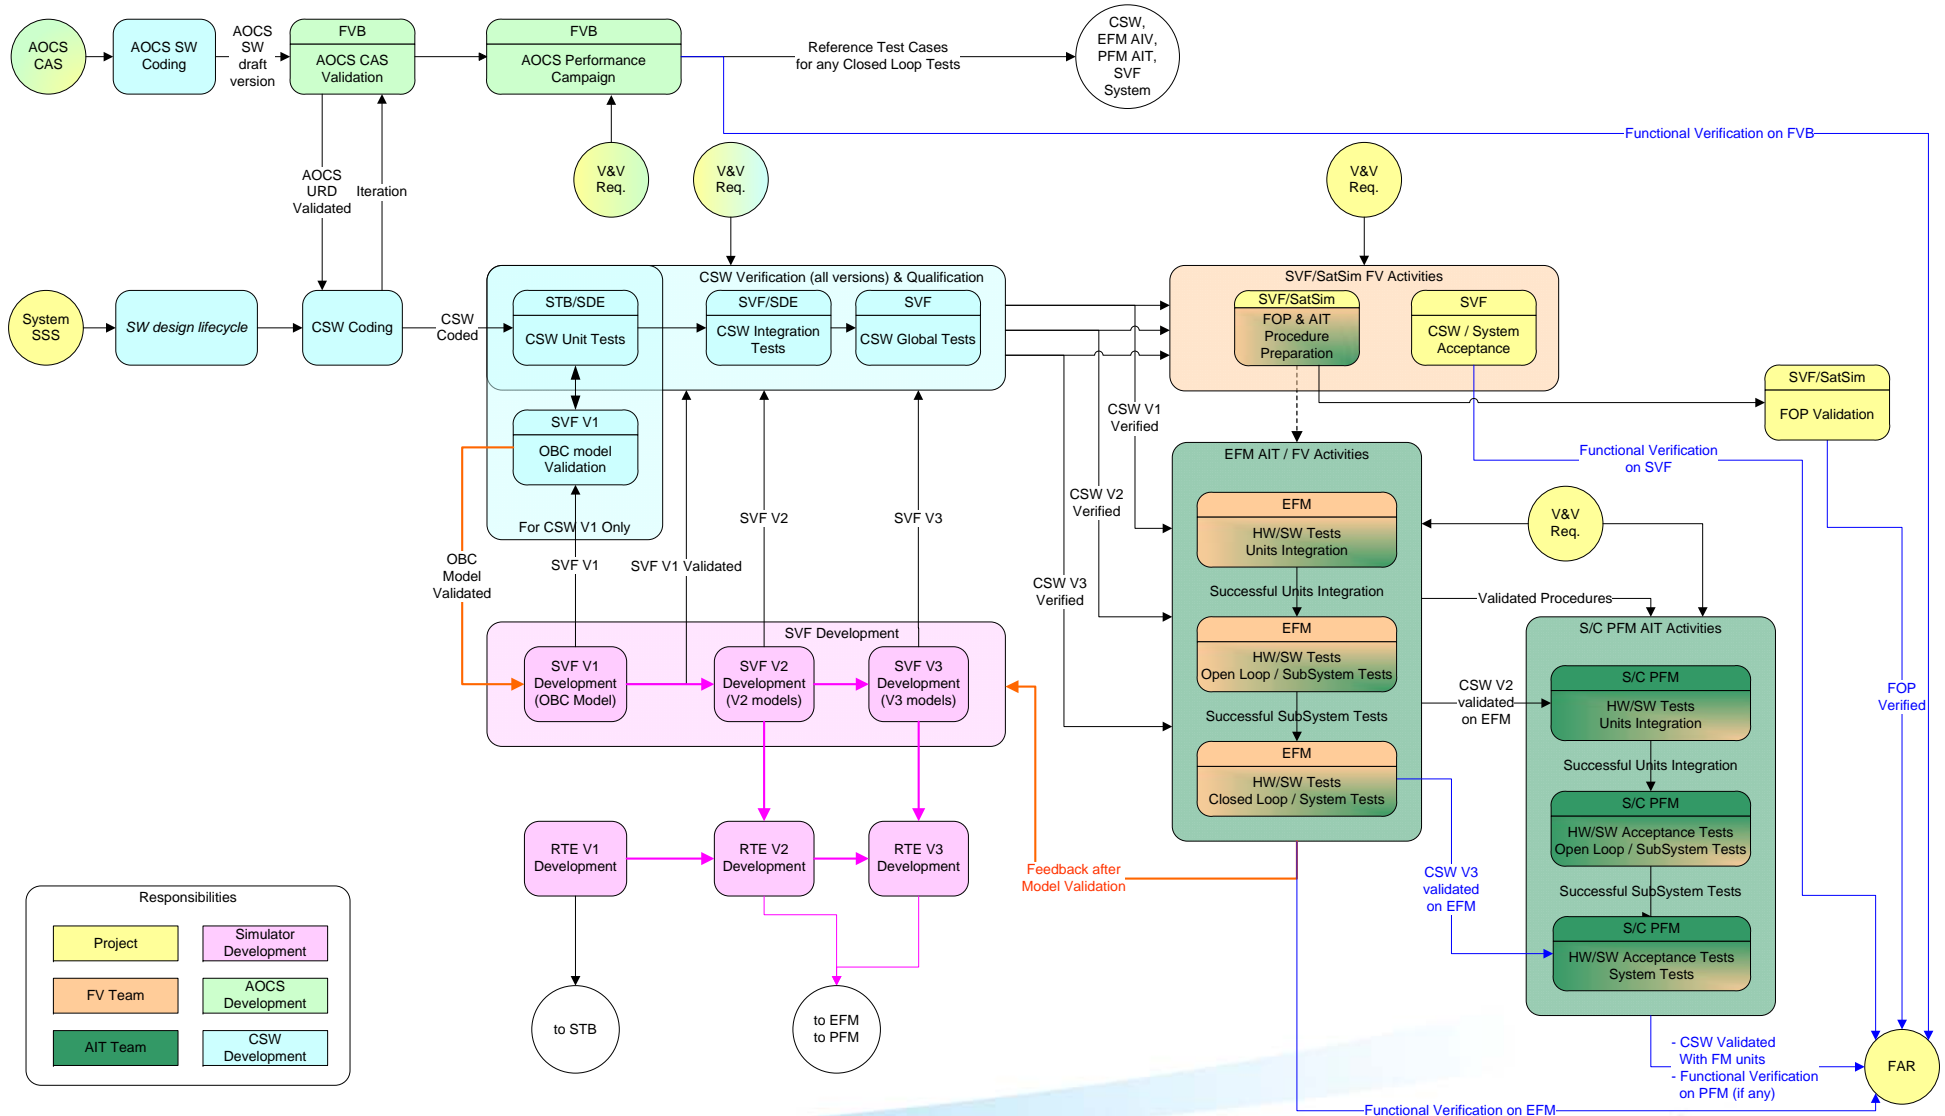 AOCS
CAS
AOCS SW
Coding
AOCS
SW
draft
version
FVB
AOCS CAS
Validation
FVB
AOCS Performance
Campaign
Reference Test Cases
for any Closed Loop Tests
CSW,
EFM AIV,
PFM AIT,
SVF
System
Functional Verification on FVB
AOCS
URD
Validated
Iteration
V&V
Req.
V&V
Req.
V&V
Req.
System
SSS
SW design lifecycle
CSW Coding
CSW
Coded
CSW Verification (all versions) & Qualification
STB/SDE
CSW Unit Tests
SVF/SDE
CSW Integration
Tests
SVF
CSW Global Tests
SVF V1
OBC model
Validation
For CSW V1 Only
SVF/SatSim FV Activities
SVF/SatSim
FOP & AIT
Procedure
Preparation
SVF
CSW / System
Acceptance
SVF/SatSim
FOP Validation
CSW V1
Verified
CSW V2
Verified
CSW V3
Verified
Functional Verification
on SVF
OBC
Model
Validated
SVF V1
SVF V1 Validated
SVF V2
SVF V3
EFM AIT / FV Activities
EFM
HW/SW Tests
Units Integration
Successful Units Integration
EFM
HW/SW Tests
Open Loop / SubSystem Tests
Successful SubSystem Tests
EFM
HW/SW Tests
Closed Loop / System Tests
V&V
Req.
Validated Procedures
CSW V2
validated
on EFM
FOP
Verified
SVF Development
SVF V1
Development
(OBC Model)
SVF V2
Development
(V2 models)
SVF V3
Development
(V3 models)
S/C PFM AIT Activities
S/C PFM
HW/SW Tests
Units Integration
Successful Units Integration
S/C PFM
HW/SW Acceptance Tests
Open Loop / SubSystem Tests
Successful SubSystem Tests
S/C PFM
HW/SW Acceptance Tests
System Tests
RTE V1
Development
RTE V2
Development
RTE V3
Development
Feedback after
Model Validation
CSW V3
validated
on EFM
Responsibilities
Project
Simulator
Development
FV Team
AOCS
Development
AIT Team
CSW
Development
to STB
to EFM
to PFM
- CSW Validated
With FM units
- Functional Verification
on PFM (if any)
FAR
Functional Verification on EFM